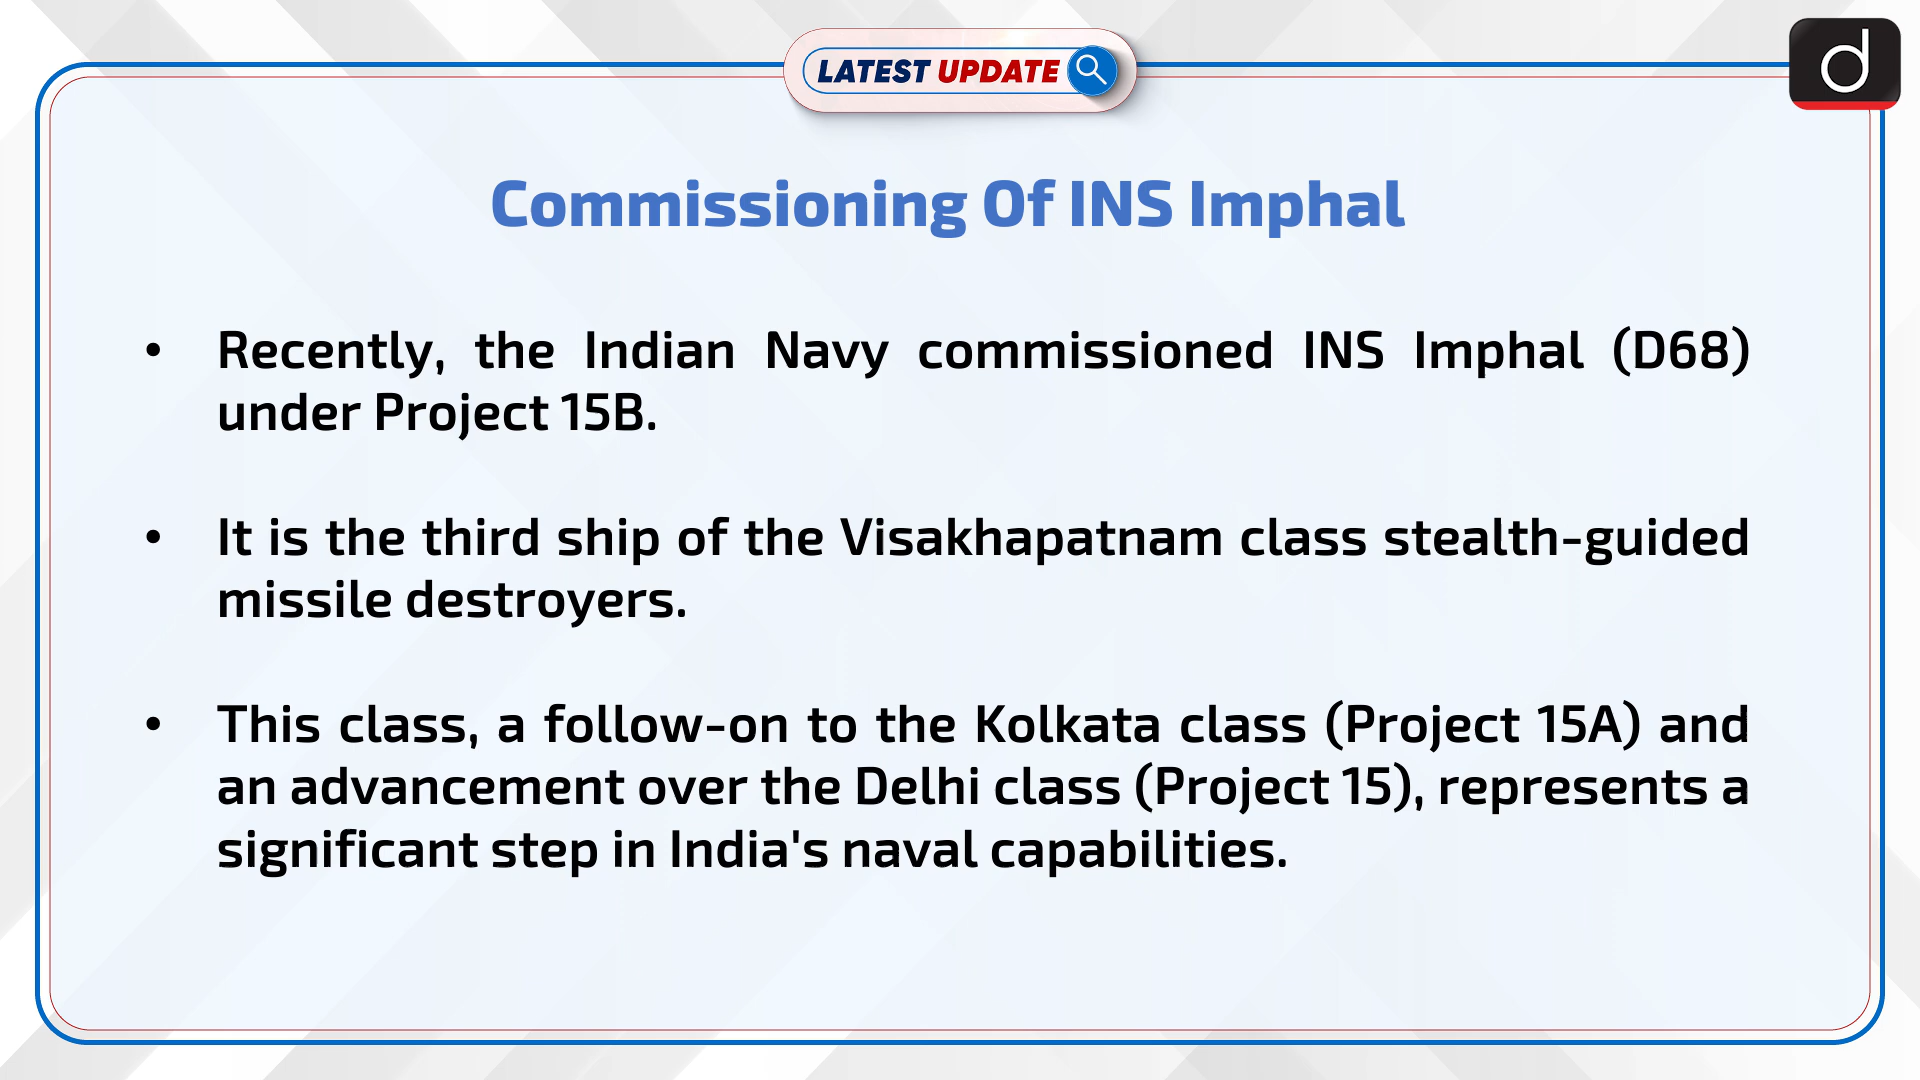 LATEST UPDATE
d
Commissioning Of INS Imphal
• Recently, the Indian Navy commissioned INS Imphal (D68)
under Project 15B.
• It is the third ship of the Visakhapatnam class stealth-guided
missile destroyers.
• This class, a follow-on to the Kolkata class (Project 15A) and
an advancement over the Delhi class (Project 15), represents a
significant step in India's naval capabilities.